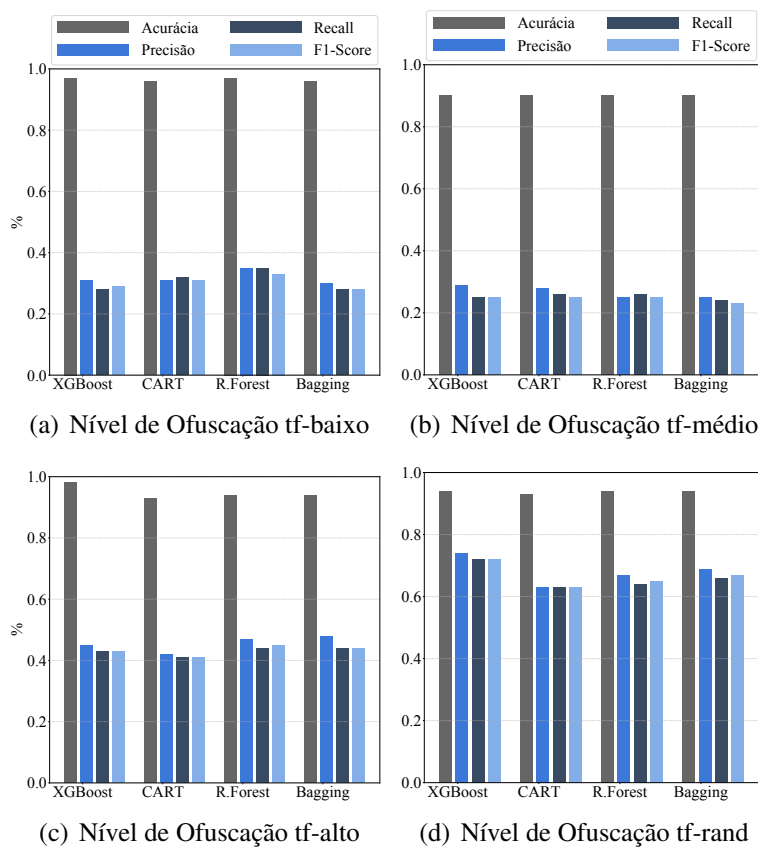 Acurácia
Recall
Precisão
F1-Score
Acurácia
Recall
Precisão
F1-Score
1.0
0.8
0.6
0.4
0.2
0.0
%
XGBoost CART R.Forest Bagging
(a) Nível de Ofuscação tf-baixo
1.0
0.8
0.6
0.4
0.2
0.0
XGBoost CART R.Forest Bagging
(b) Nível de Ofuscação tf-médio
1.0
0.8
0.6
0.4
0.2
0.0
%
XGBoost CART R.Forest Bagging
(c) Nível de Ofuscação tf-alto
1.0
0.8
0.6
0.4
0.2
0.0
XGBoost CART R.Forest Bagging
(d) Nível de Ofuscação tf-rand